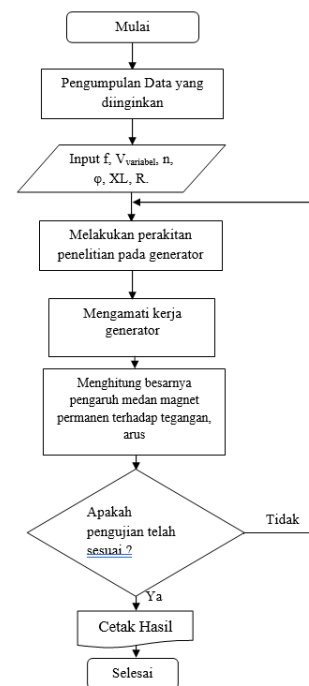 Mulai
Pengumpulan Data yang
diinginkan
Input f, Vvariabel, n,
φ, XL, R.
Melakukan perakitan
penelitian pada generator
Mengamati kerja
generator
Menghitung besarnya
pengaruh medan magnet
permanen terhadap tegangan,
arus
Apakah
pengujian telah
sesuai ?
Tidak
Ya
Cetak Hasil
Selesai